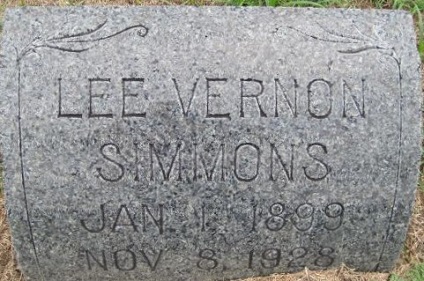 LEE VERNON
SIMMONS
JAN. 1, 1899
NOV. 8, 1928